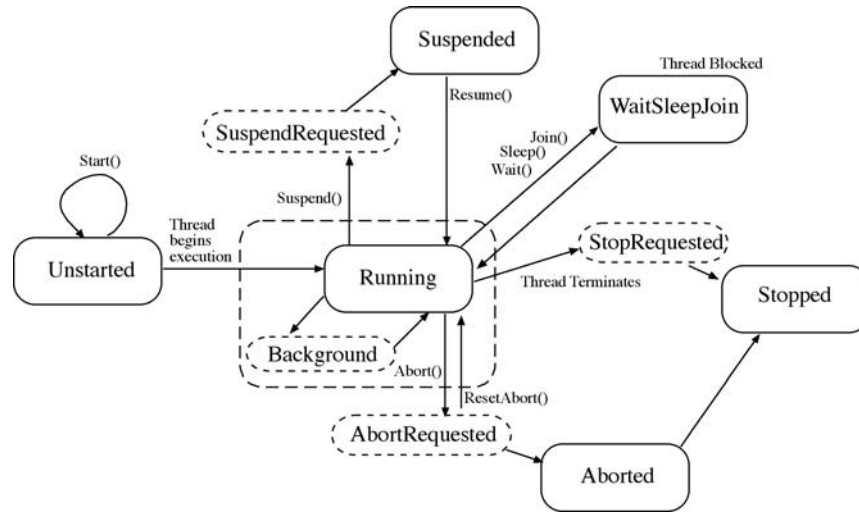 Suspended
Thread Blocked
Resume()
WaitSleepJoin
SuspendRequested
Join()
Sleep()
Wait()
Start()
Suspend()
Thread
begins
execution
StopRequested
Unstarted
Running
Thread Terminates
Stopped
Background
Abort()
ResetAbort()
AbortRequested
Aborted